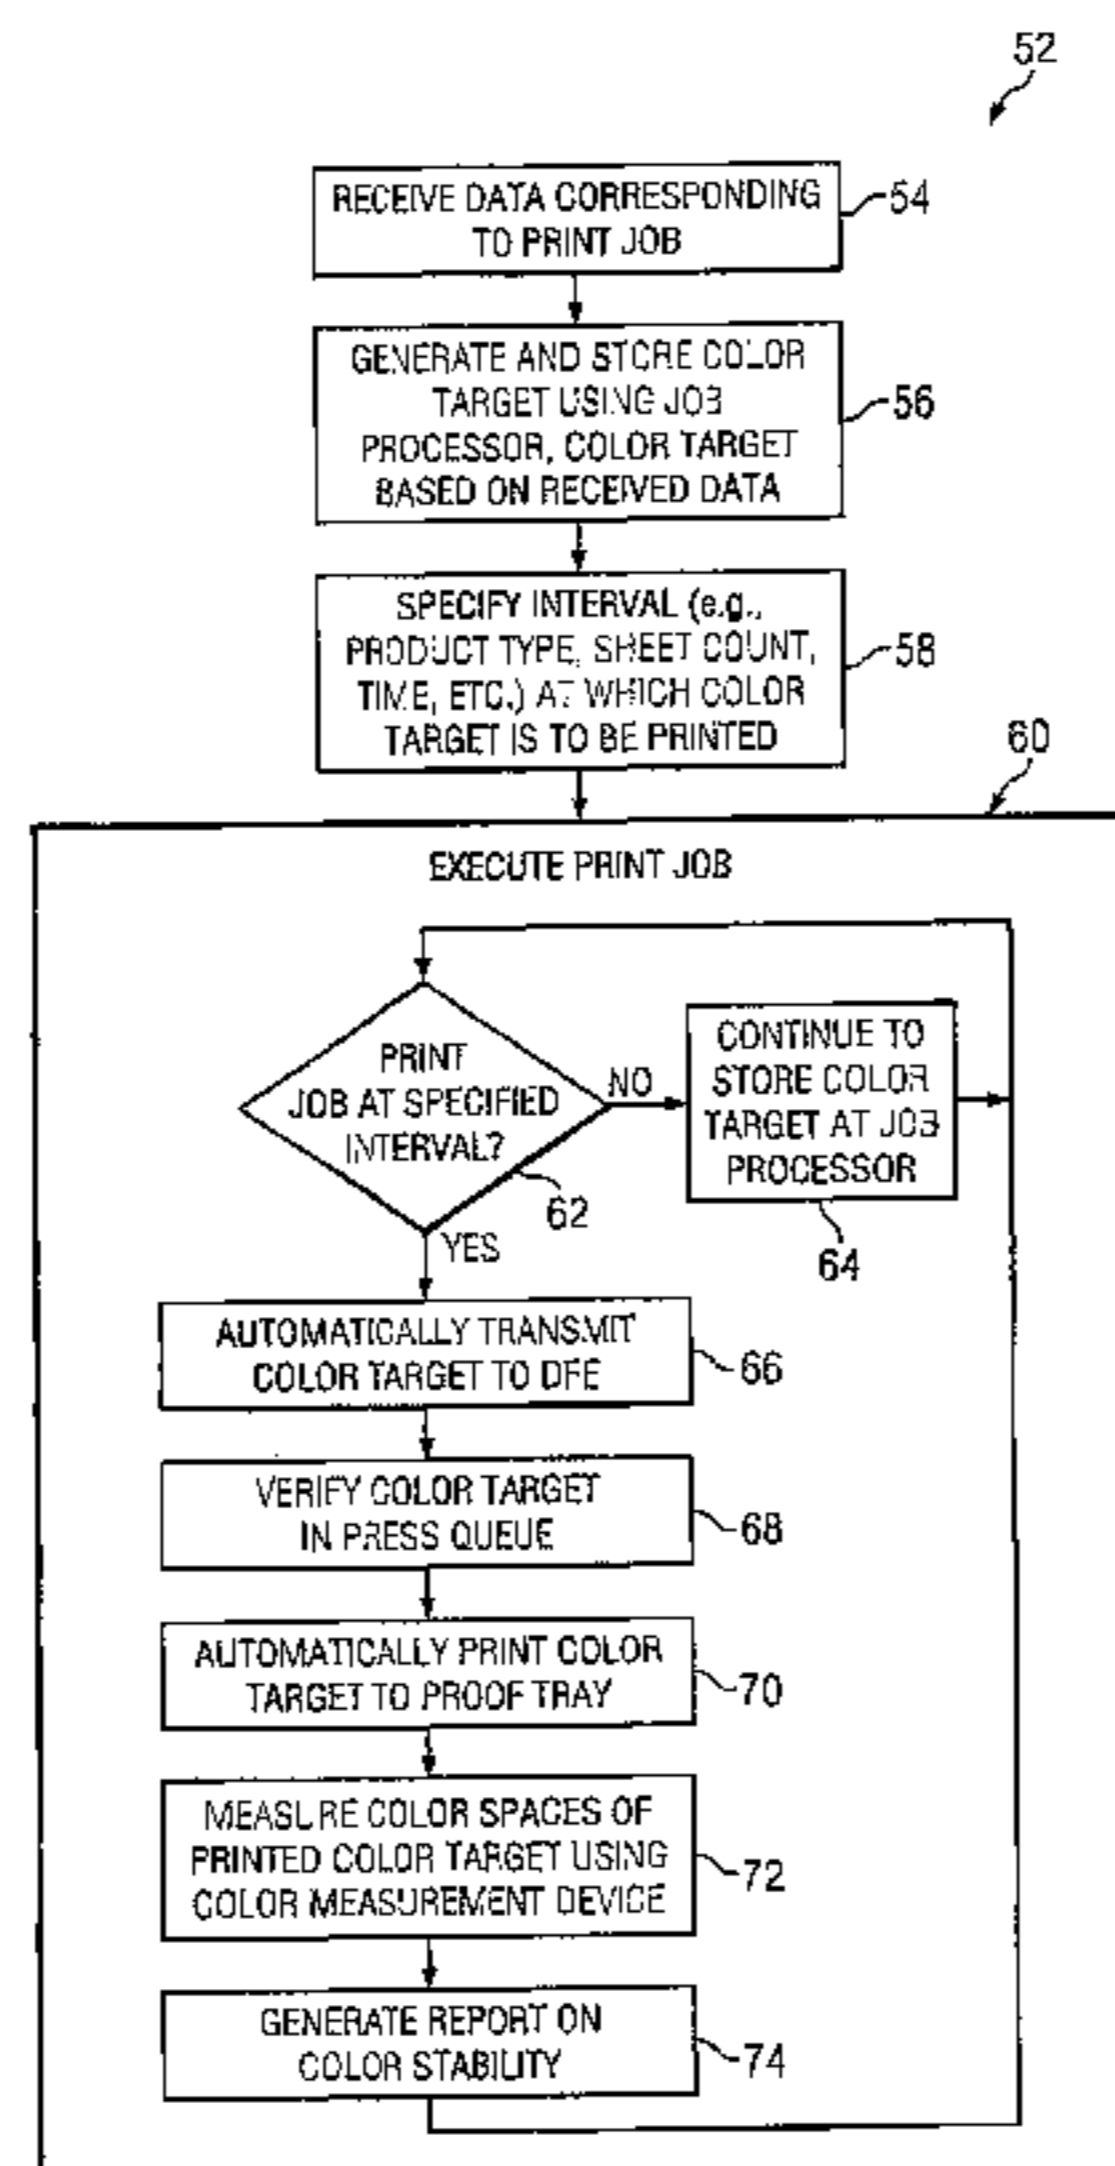 52
RECEIVE DATA CORRESPONDING
TO PRINT JOB
54
GENERATE AND STORE COLOR
TARGET USING JOB
PROCESSOR, COLOR TARGET
BASED ON RECEIVED DATA
56
SPECIFY INTERVAL (e.g.,
PRODUCT TYPE, SHEET COUNT,
TIME, ETC.) AT WHICH COLOR
TARGET IS TO BE PRINTED
58
60
EXECUTE PRINT JOB
PRINT
JOB AT SPECIFIED
INTERVAL?
62
NO
CONTINUE TO
STORE COLOR
TARGET AT JOB
PROCESSOR
64
YES
AUTOMATICALLY TRANSMIT
COLOR TARGET TO DFE
66
VERIFY COLOR TARGET
IN PRESS QUEUE
68
AUTOMATICALLY PRINT COLOR
TARGET TO PROOF TRAY
70
MEASURE COLOR SPACES OF
PRINTED COLOR TARGET USING
COLOR MEASUREMENT DEVICE
72
GENERATE REPORT ON
COLOR STABILITY
74